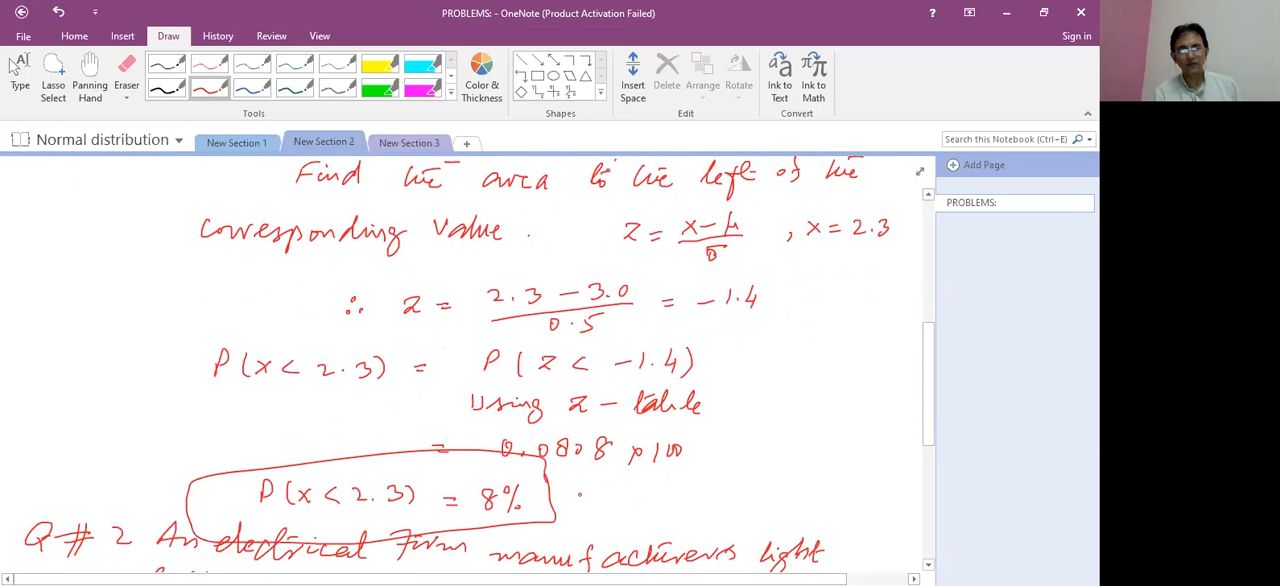 PROBLEMS: - OneNote (Product Activation Failed)
?
File Home Insert Draw History Review View Sign in
Type Lasso Select Panning Hand Eraser Color & Thickness Insert Space Delete Arrange Rotate Ink to Text Ink to Math
Tools Shapes Edit Convert
Normal distribution New Section 1 New Section 2 New Section 3 + Search this Notebook (Ctrl+E)
Add Page
PROBLEMS:
Find the area to the left of the
corresponding value . z = x-μ/σ , x = 2.3
∴ z = 2.3 - 3.0/0.5 = -1.4
P(x < 2.3) = P(z < -1.4)
Using z - table
= 0.0808 × 100
P(x < 2.3) = 8%
Q # 2 An electrical firm manufacturers light